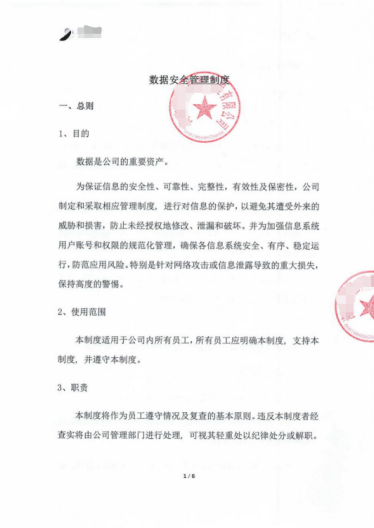 数据安全管理制度
一、总则
1、目的
数据是公司的重要资产。
为保证信息的安全性、可靠性、完整性，有效性及保密性，公司
制定和采取相应管理制度，进行对信息的保护，以避免其遭受外来的
威胁和损害，防止未经授权地修改、泄漏和破坏。并为加强信息系统
用户账号和权限的规范化管理，确保各信息系统安全、有序、稳定运
行，防范应用风险。特别是针对网络攻击或信息泄露导致的重大损失，
保持高度的警惕。
2、使用范围
本制度适用于公司内所有员工，所有员工应明确本制度，支持本
制度，并遵守本制度。
3、职责
本制度将作为员工遵守情况及复查的基本原则。违反本制度者经
查实将由公司管理部门进行处理，可视其轻重处以纪律处分或解职。
1 / 8